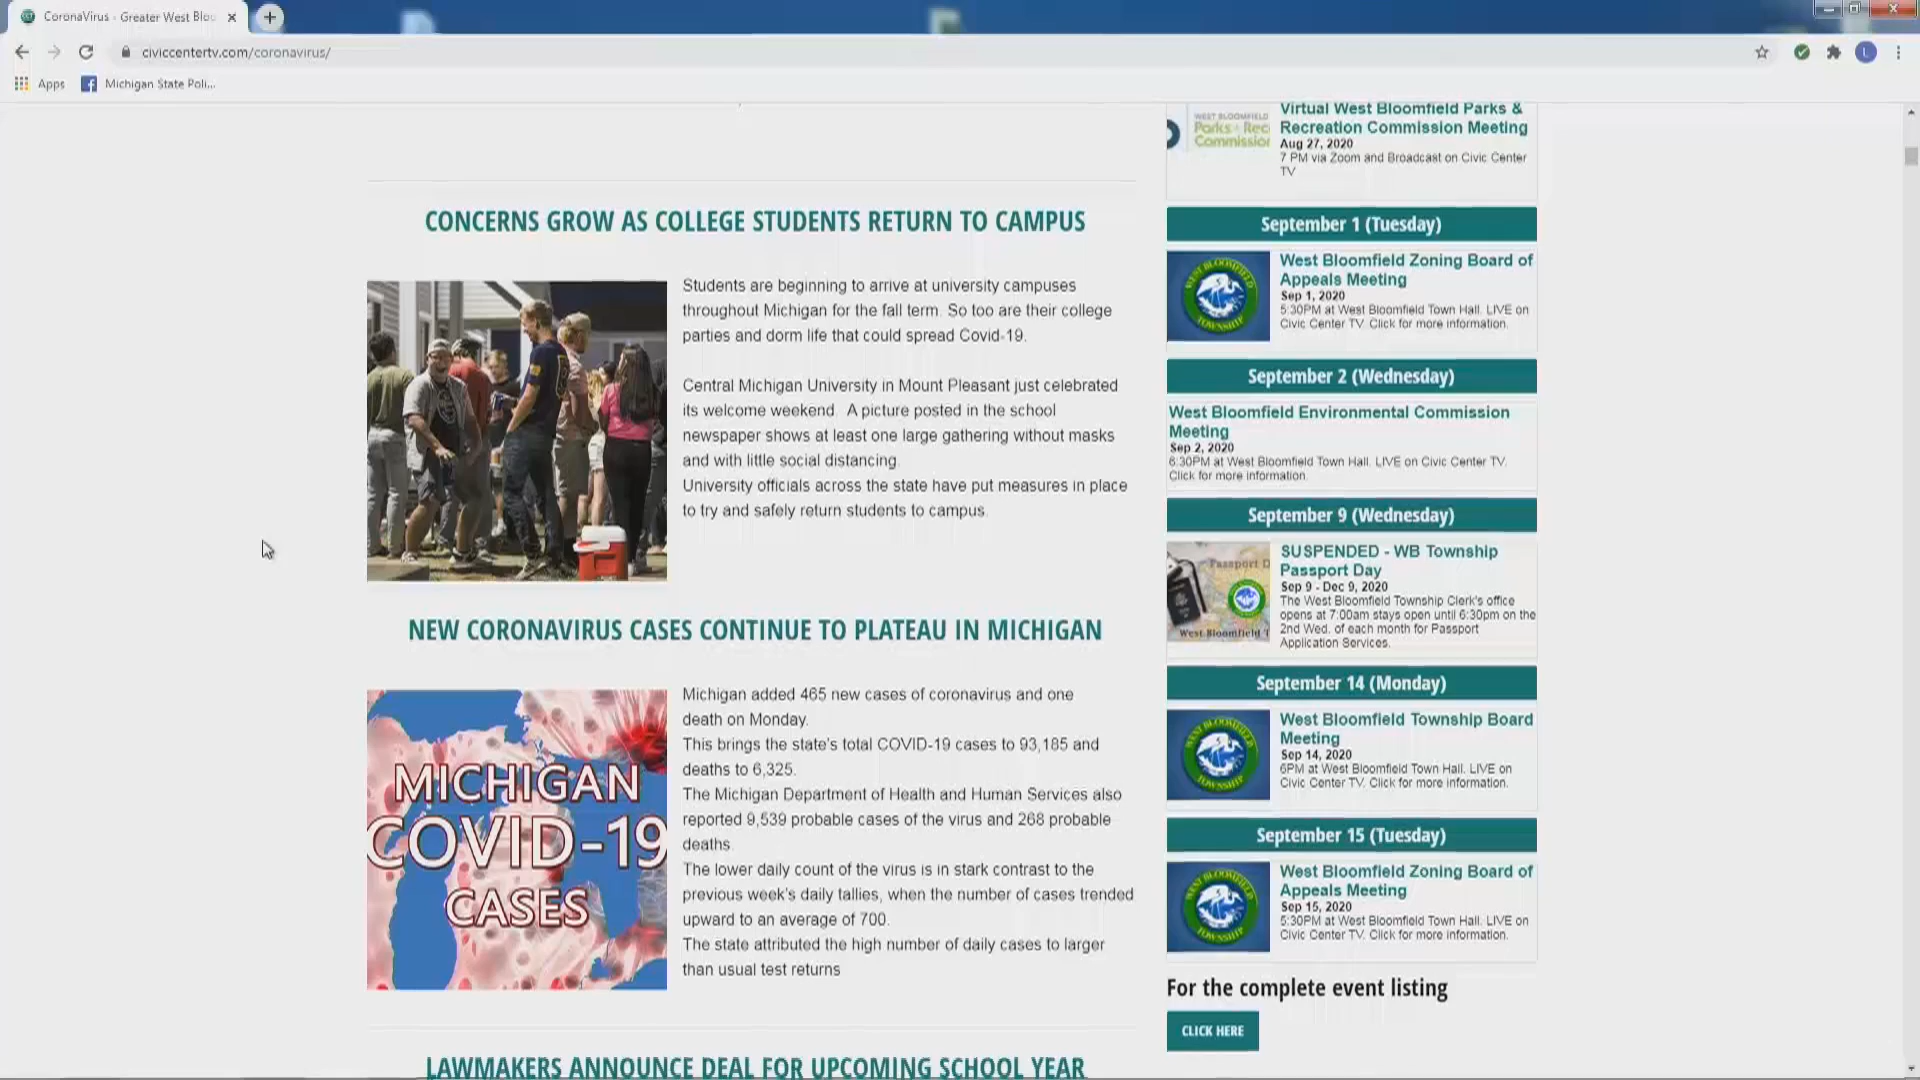 CoronaVirus - Greater West Bloo
civiccentertv.com/coronavirus/
L
Apps
Michigan State Poli...
CONCERNS GROW AS COLLEGE STUDENTS RETURN TO CAMPUS
Students are beginning to arrive at university campuses
throughout Michigan for the fall term. So too are their college
parties and dorm life that could spread Covid-19.
Central Michigan University in Mount Pleasant just celebrated
its welcome weekend. A picture posted in the school
newspaper shows at least one large gathering without masks
and with little social distancing.
University officials across the state have put measures in place
to try and safely return students to campus.
NEW CORONAVIRUS CASES CONTINUE TO PLATEAU IN MICHIGAN
MICHIGAN
COVID-19
CASES
Michigan added 465 new cases of coronavirus and one
death on Monday.
This brings the state's total COVID-19 cases to 93,185 and
deaths to 6,325.
The Michigan Department of Health and Human Services also
reported 9,539 probable cases of the virus and 268 probable
deaths.
The lower daily count of the virus is in stark contrast to the
previous week's daily tallies, when the number of cases trended
upward to an average of 700.
The state attributed the high number of daily cases to larger
than usual test returns
LAWMAKERS ANNOUNCE DEAL FOR UPCOMING SCHOOL YEAR
WEST BLOOMFIELD
Parks & Rec
Commission
Virtual West Bloomfield Parks &
Recreation Commission Meeting
Aug 27, 2020
7 PM via Zoom and Broadcast on Civic Center
TV
September 1 (Tuesday)
WEST BLOOMFIELD
TOWNSHIP
West Bloomfield Zoning Board of
Appeals Meeting
Sep 1, 2020
5:30PM at West Bloomfield Town Hall. LIVE on
Civic Center TV. Click for more information.
September 2 (Wednesday)
West Bloomfield Environmental Commission
Meeting
Sep 2, 2020
6:30PM at West Bloomfield Town Hall. LIVE on Civic Center TV.
Click for more information.
September 9 (Wednesday)
Passport D
West Bloomfield T
SUSPENDED - WB Township
Passport Day
Sep 9 - Dec 9, 2020
The West Bloomfield Township Clerk's office
opens at 7:00am stays open until 6:30pm on the
2nd Wed. of each month for Passport
Application Services.
September 14 (Monday)
WEST BLOOMFIELD
TOWNSHIP
West Bloomfield Township Board
Meeting
Sep 14, 2020
6PM at West Bloomfield Town Hall. LIVE on
Civic Center TV. Click for more information.
September 15 (Tuesday)
WEST BLOOMFIELD
TOWNSHIP
West Bloomfield Zoning Board of
Appeals Meeting
Sep 15, 2020
5:30PM at West Bloomfield Town Hall. LIVE on
Civic Center TV. Click for more information.
For the complete event listing
CLICK HERE